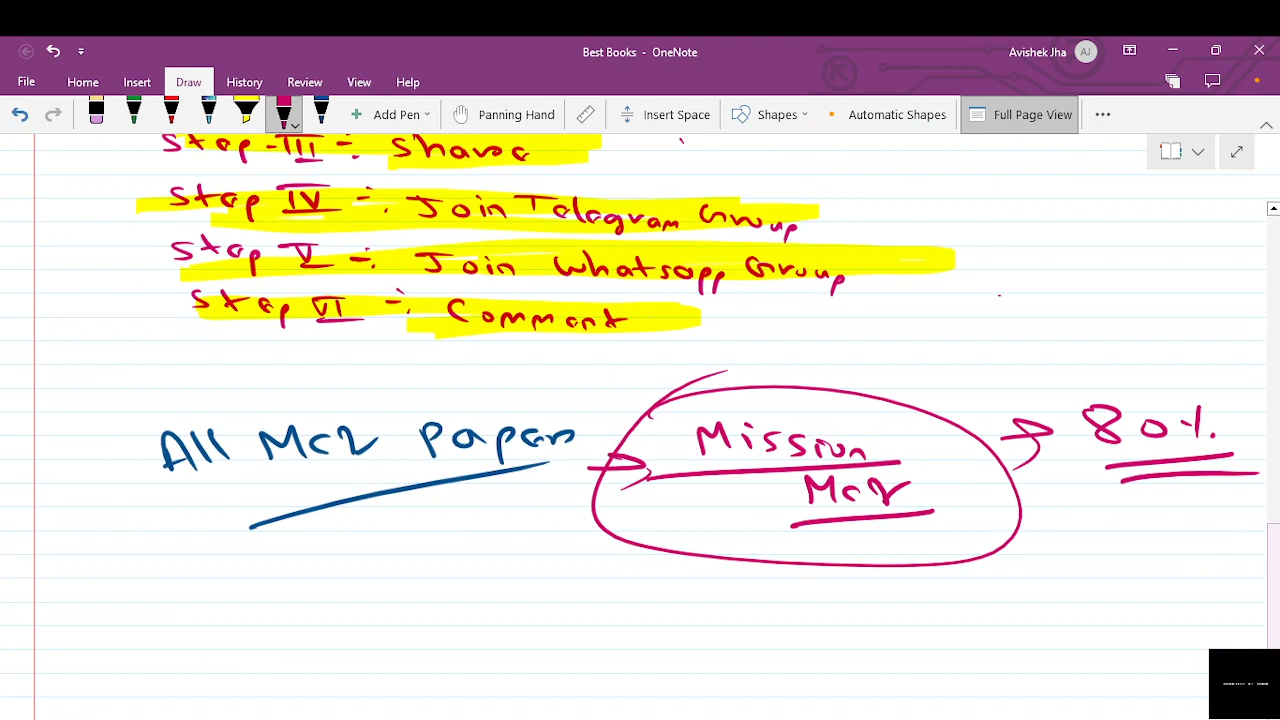 Best Books - OneNote
Avishek Jha AJ
File Home Insert Draw History Review View Help
Add Pen Panning Hand Insert Space Shapes Automatic Shapes Full Page View
Step-III :- Share
Step IV :- Join Telegram Group
Step V :- Join Whatsapp Group
Step VI :- Comment
All McQ Paper → Mission McQ → 80%